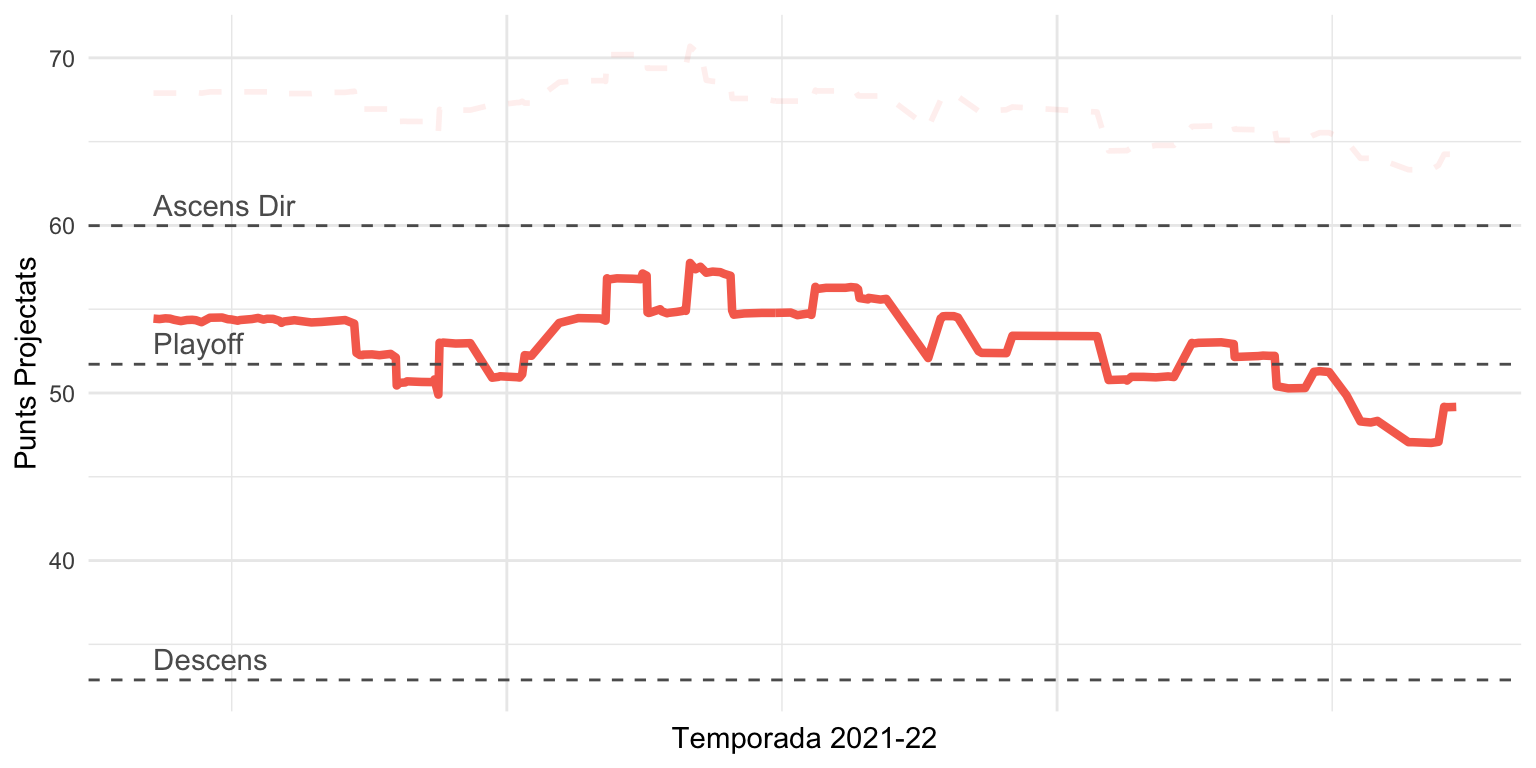 70
Ascens Dir
60
Playoff
50
40
Descens
Punts Projectats
Temporada 2021-22